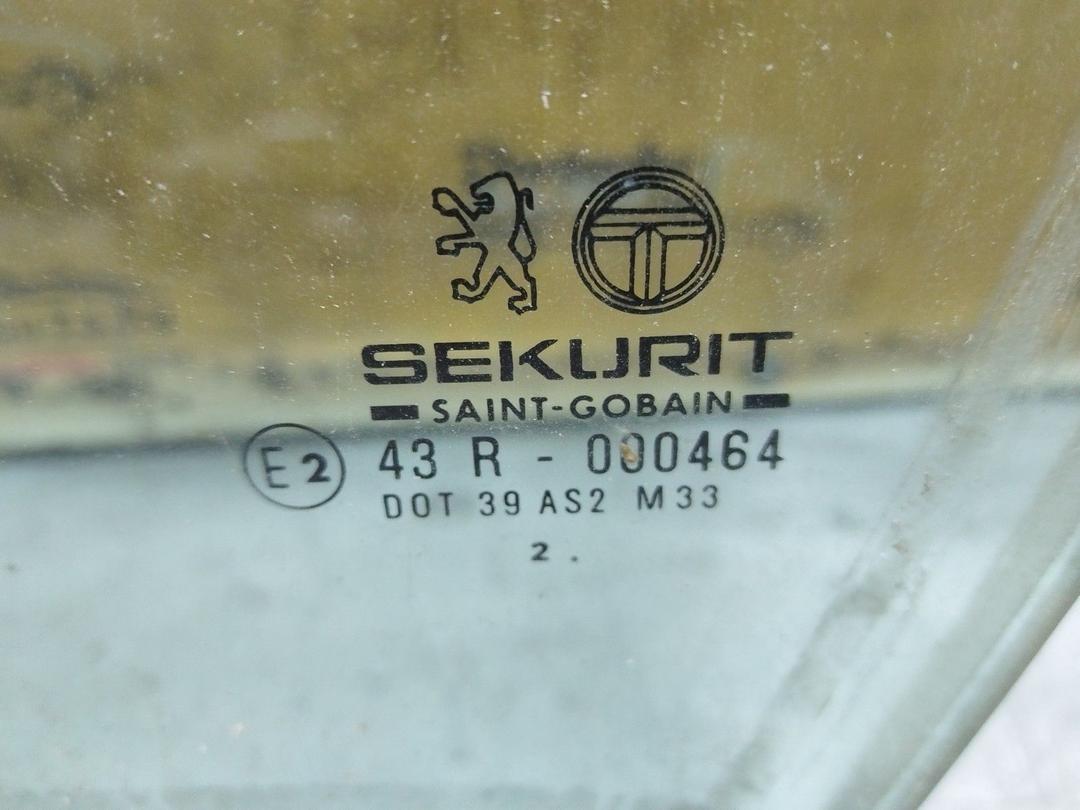 SEKURIT
SAINT-GOBAIN
E2 43 R - 000464
DOT 39 AS2 M33
2 .